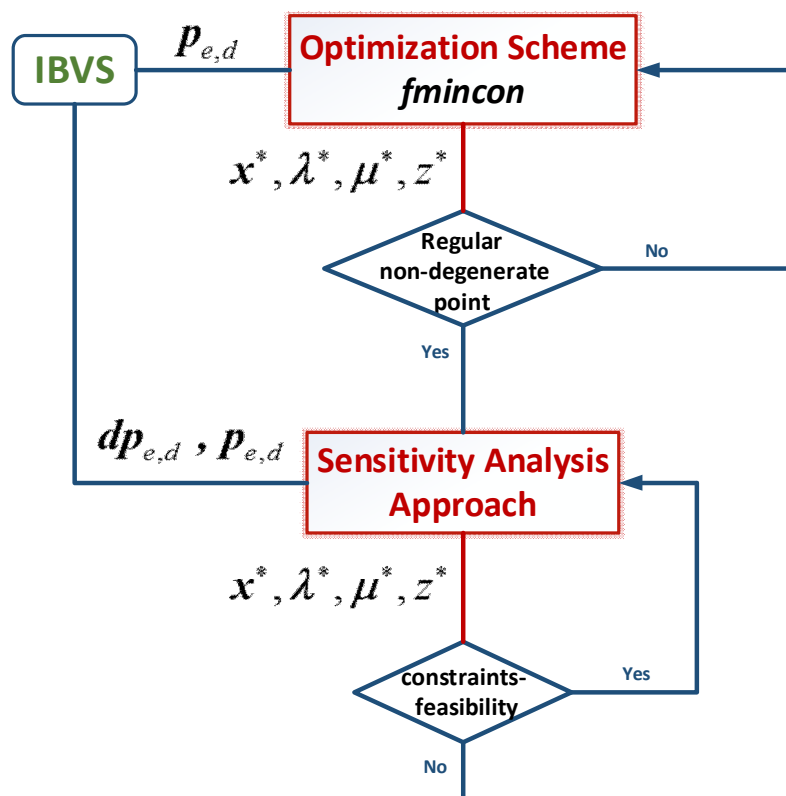 p_{e,d}
IBVS
Optimization Scheme
fmincon
x*, λ*, μ*, z*
Regular
non-degenerate
point
No
Yes
dp_{e,d} , p_{e,d}
Sensitivity Analysis
Approach
x*, λ*, μ*, z*
constraints-
feasibility
Yes
No